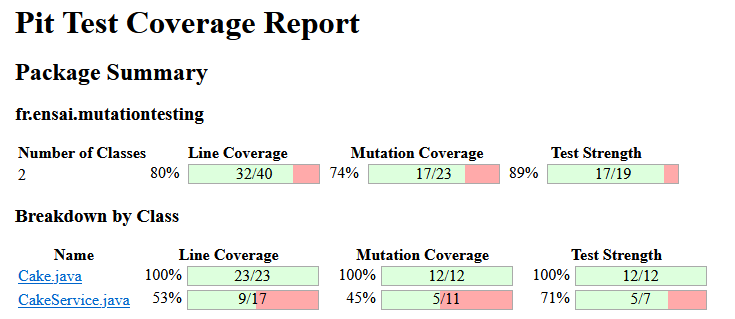 Pit Test Coverage Report
Package Summary
fr.ensai.mutationtesting
Number of Classes Line Coverage Mutation Coverage Test Strength
2 80% 32/40 74% 17/23 89% 17/19
Breakdown by Class
Name Line Coverage Mutation Coverage Test Strength
Cake.java 100% 23/23 100% 12/12 100% 12/12
CakeService.java 53% 9/17 45% 5/11 71% 5/7